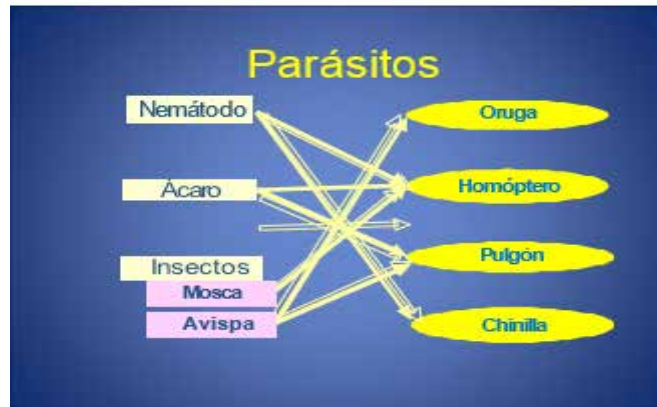 Parásitos
Nemátodo
Oruga
Ácaro
Homóptero
Insectos
Pulgón
Mosca
Avispa
Chinilla